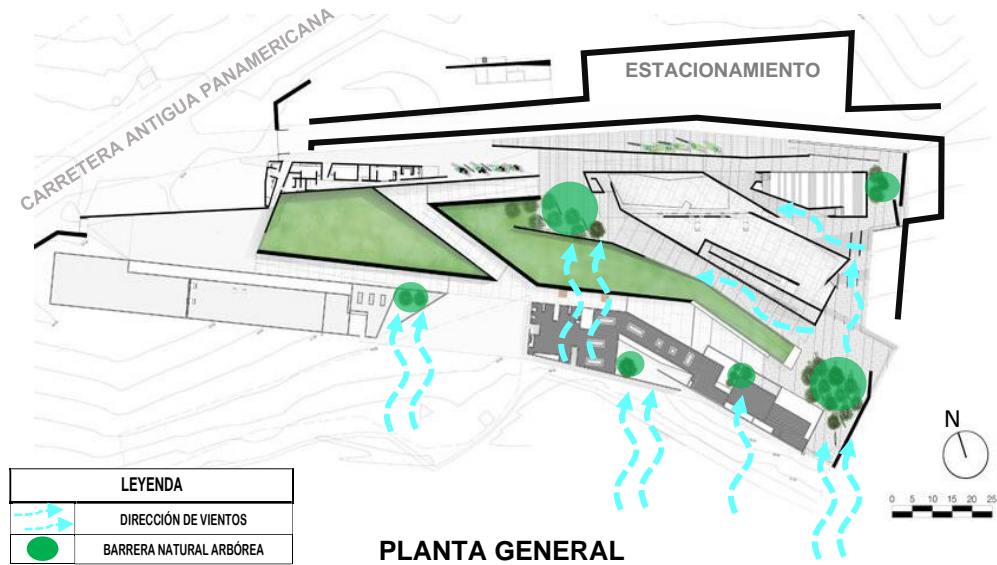 CARRETERA ANTIGUA PANAMERICANA
ESTACIONAMIENTO
N
0 5 10 15 20 25
LEYENDA
DIRECCIÓN DE VIENTOS
BARRERA NATURAL ARBÓREA
PLANTA GENERAL